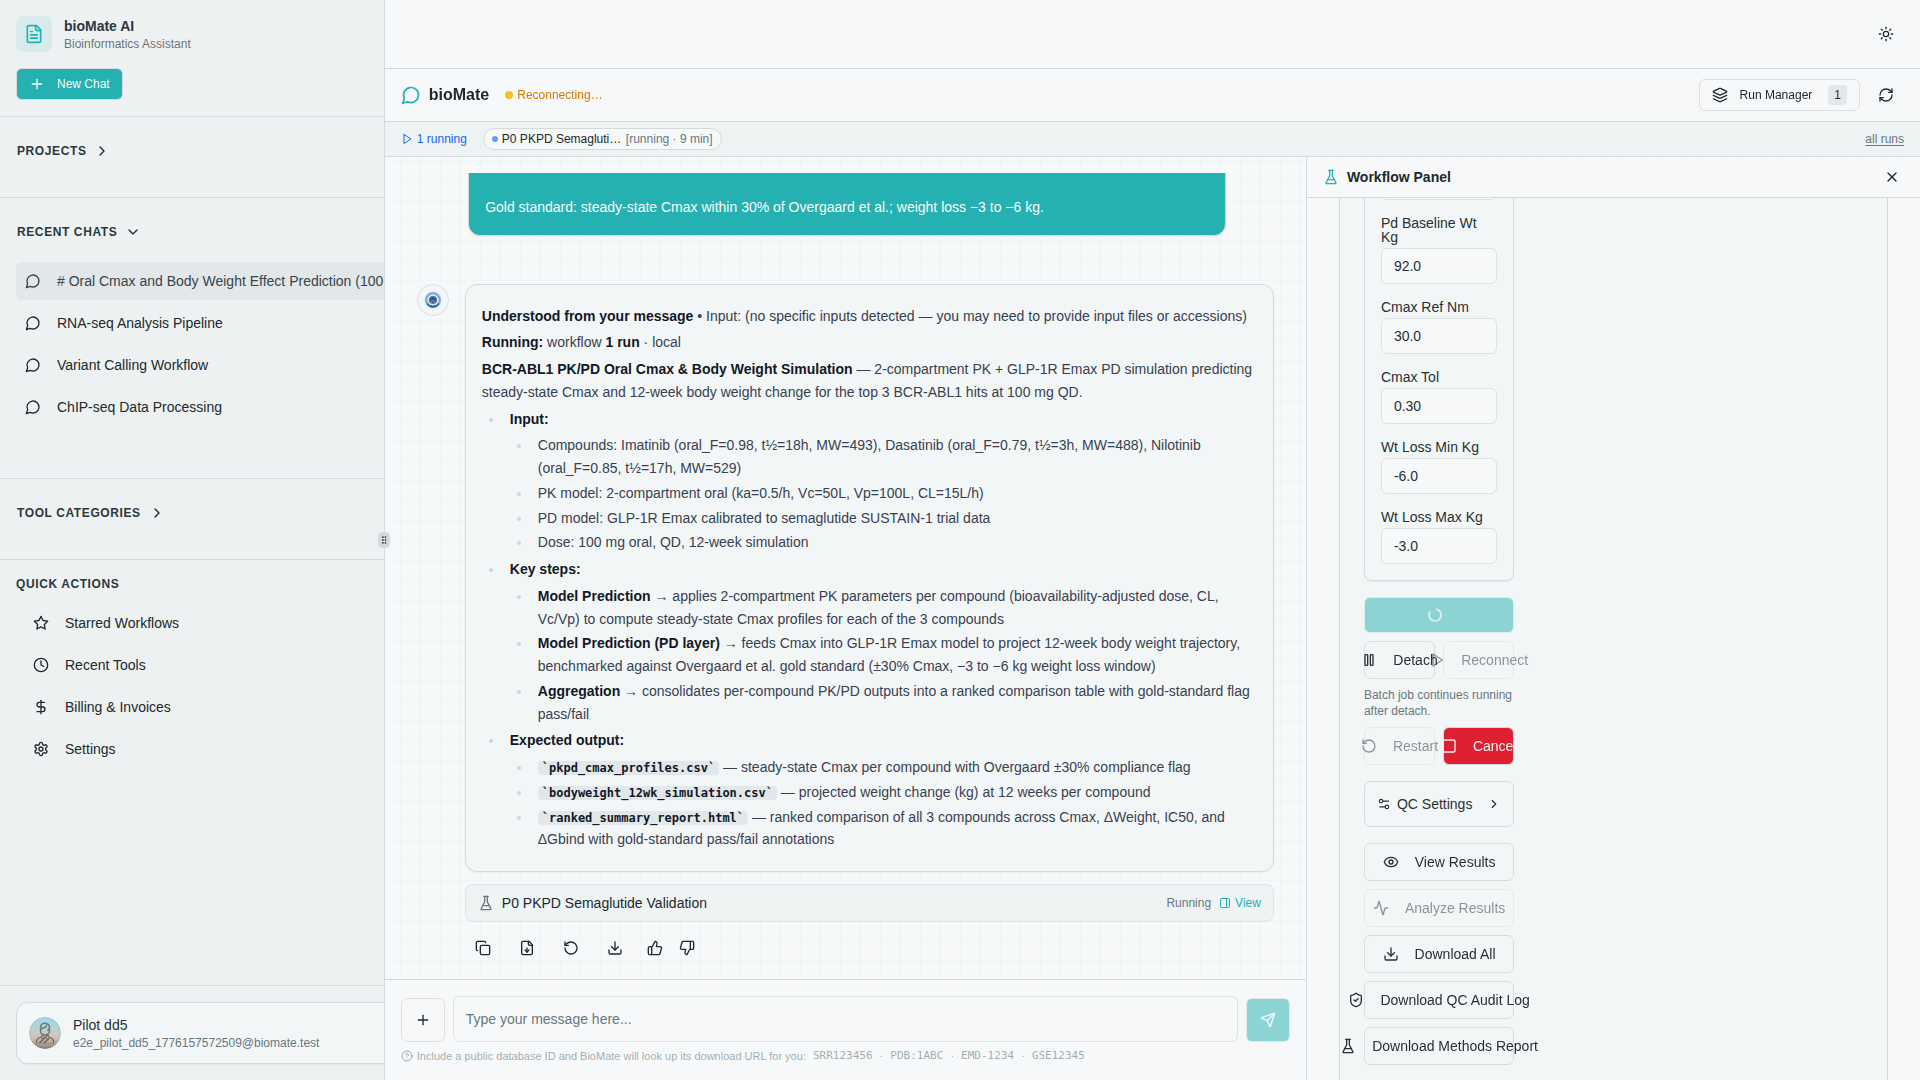 bioMate AI
Bioinformatics Assistant
New Chat
PROJECTS
RECENT CHATS
# Oral Cmax and Body Weight Effect Prediction (100
RNA-seq Analysis Pipeline
Variant Calling Workflow
ChIP-seq Data Processing
TOOL CATEGORIES
QUICK ACTIONS
Starred Workflows
Recent Tools
Billing & Invoices
Settings
Pilot dd5
e2e_pilot_dd5_1776157572509@biomate.test
bioMate
Reconnecting…
Run Manager 1
1 running
P0 PKPD Semagluti… [running · 9 min]
all runs
Gold standard: steady-state Cmax within 30% of Overgaard et al.; weight loss −3 to −6 kg.
Understood from your message • Input: (no specific inputs detected — you may need to provide input files or accessions)
Running: workflow 1 run · local
BCR-ABL1 PK/PD Oral Cmax & Body Weight Simulation — 2-compartment PK + GLP-1R Emax PD simulation predicting
steady-state Cmax and 12-week body weight change for the top 3 BCR-ABL1 hits at 100 mg QD.
Input:
Compounds: Imatinib (oral_F=0.98, t½=18h, MW=493), Dasatinib (oral_F=0.79, t½=3h, MW=488), Nilotinib
(oral_F=0.85, t½=17h, MW=529)
PK model: 2-compartment oral (ka=0.5/h, Vc=50L, Vp=100L, CL=15L/h)
PD model: GLP-1R Emax calibrated to semaglutide SUSTAIN-1 trial data
Dose: 100 mg oral, QD, 12-week simulation
Key steps:
Model Prediction → applies 2-compartment PK parameters per compound (bioavailability-adjusted dose, CL,
Vc/Vp) to compute steady-state Cmax profiles for each of the 3 compounds
Model Prediction (PD layer) → feeds Cmax into GLP-1R Emax model to project 12-week body weight trajectory,
benchmarked against Overgaard et al. gold standard (±30% Cmax, −3 to −6 kg weight loss window)
Aggregation → consolidates per-compound PK/PD outputs into a ranked comparison table with gold-standard flag
pass/fail
Expected output:
`pkpd_cmax_profiles.csv` — steady-state Cmax per compound with Overgaard ±30% compliance flag
`bodyweight_12wk_simulation.csv` — projected weight change (kg) at 12 weeks per compound
`ranked_summary_report.html` — ranked comparison of all 3 compounds across Cmax, ΔWeight, IC50, and
ΔGbind with gold-standard pass/fail annotations
P0 PKPD Semaglutide Validation
Running
View
Type your message here...
Include a public database ID and BioMate will look up its download URL for you: SRR123456 · PDB:1ABC · EMD-1234 · GSE12345
Workflow Panel
Pd Baseline Wt
Kg
92.0
Cmax Ref Nm
30.0
Cmax Tol
0.30
Wt Loss Min Kg
-6.0
Wt Loss Max Kg
-3.0
Detach
Reconnect
Batch job continues running
after detach.
Restart
Cance
QC Settings
View Results
Analyze Results
Download All
Download QC Audit Log
Download Methods Report